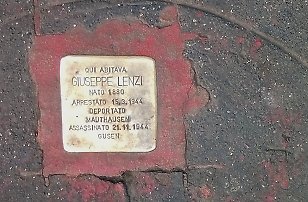 QUI ABITAVA
GIUSEPPE LENZI
NATO 1880
ARRESTATO 15.3.1944
DEPORTATO
MAUTHAUSEN
ASSASSINATO 21.11.1944
GUSEN